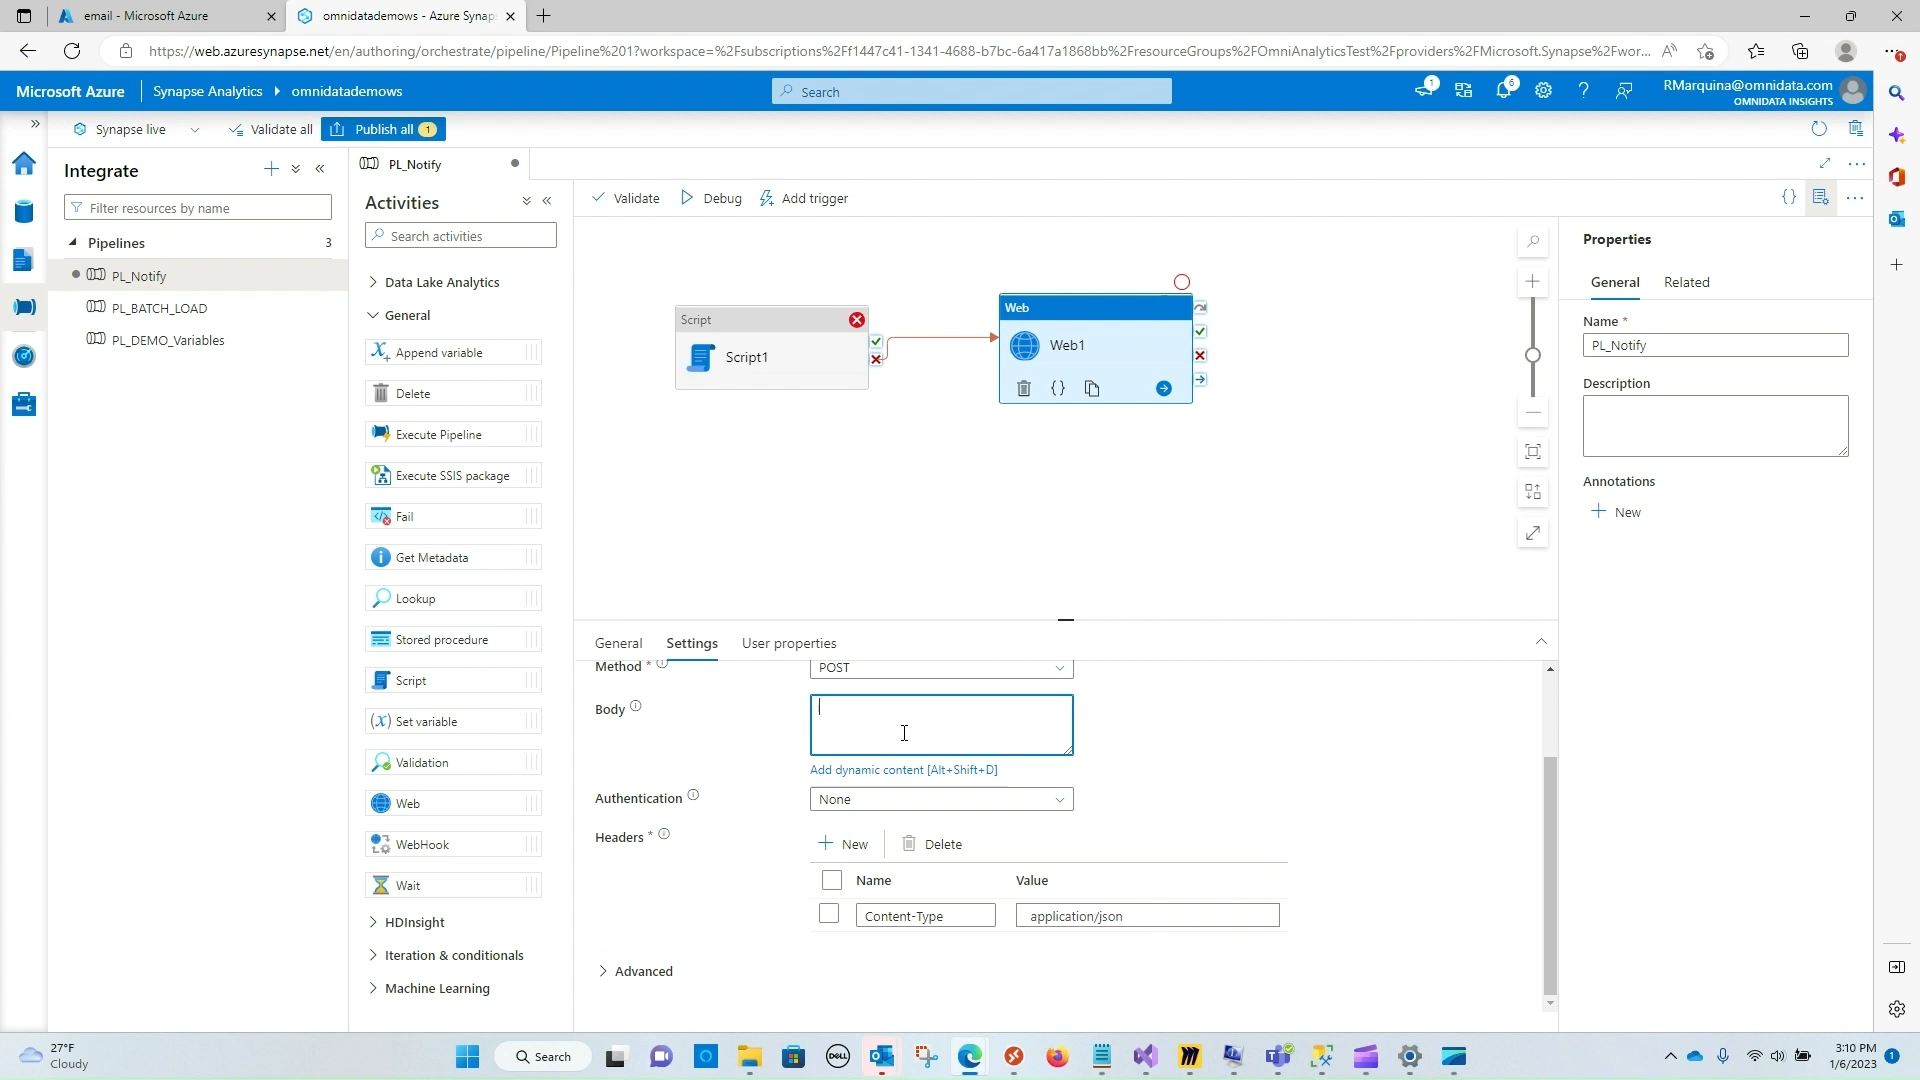 email - Microsoft Azure
omnidatademows - Azure Synaps
https://web.azuresynapse.net/en/authoring/orchestrate/pipeline/Pipeline%201?workspace=%2Fsubscriptions%2Ff1447c41-1341-4688-b7bc-6a417a1868bb%2FresourceGroups%2FOmniAnalyticsTest%2Fproviders%2FMicrosoft.Synapse%2Fwor...
Microsoft Azure
Synapse Analytics
omnidatademows
Search
1
6
RMarquina@omnidata.com
OMNIDATA INSIGHTS
Synapse live
Validate all
Publish all 1
Integrate
Filter resources by name
Pipelines 3
PL_Notify
PL_BATCH_LOAD
PL_DEMO_Variables
PL_Notify
Activities
Search activities
Data Lake Analytics
General
Append variable
Delete
Execute Pipeline
Execute SSIS package
Fail
Get Metadata
Lookup
Stored procedure
Script
Set variable
Validation
Web
WebHook
Wait
HDInsight
Iteration & conditionals
Machine Learning
Validate
Debug
Add trigger
Script
Script1
Web
Web1
General
Settings
User properties
Method *
POST
Body
Add dynamic content [Alt+Shift+D]
Authentication
None
Headers *
New
Delete
Name
Value
Content-Type
application/json
Advanced
Properties
General
Related
Name *
PL_Notify
Description
Annotations
New
27°F
Cloudy
Search
DELL
3:10 PM
1/6/2023
1